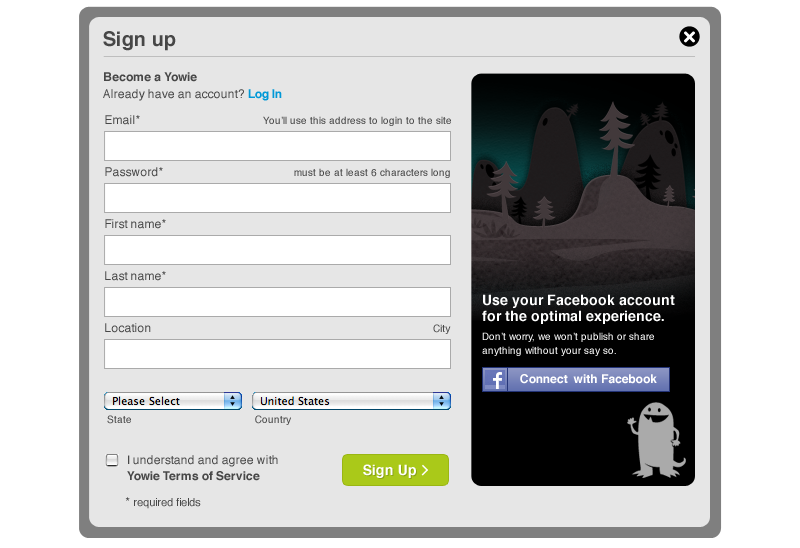 Sign up
Become a Yowie
Already have an account? Log In
Email* You'll use this address to login to the site
Password* must be at least 6 characters long
First name*
Last name*
Location City
Please Select United States
State Country
I understand and agree with
Yowie Terms of Service
Sign Up >
* required fields
Use your Facebook account
for the optimal experience.
Don't worry, we won't publish or share
anything without your say so.
f Connect with Facebook